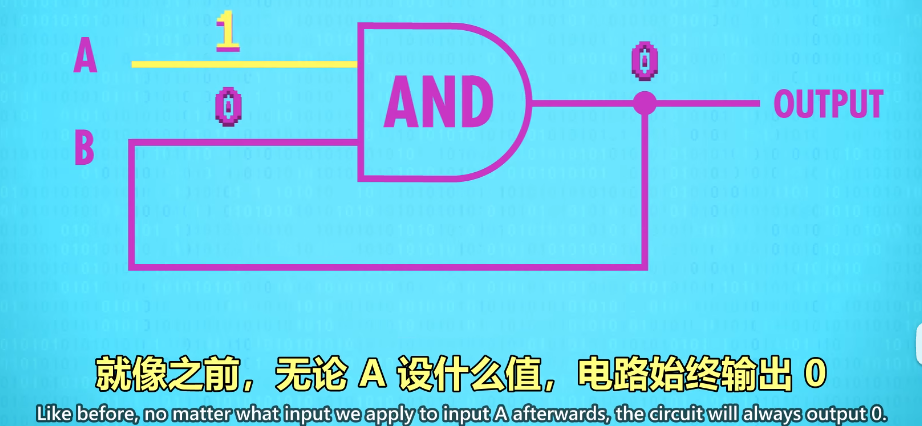 A
1
0
B
AND
0
OUTPUT
就像之前，无论 A 设什么值，电路始终输出 0
Like before, no matter what input we apply to input A afterwards, the circuit will always output 0.